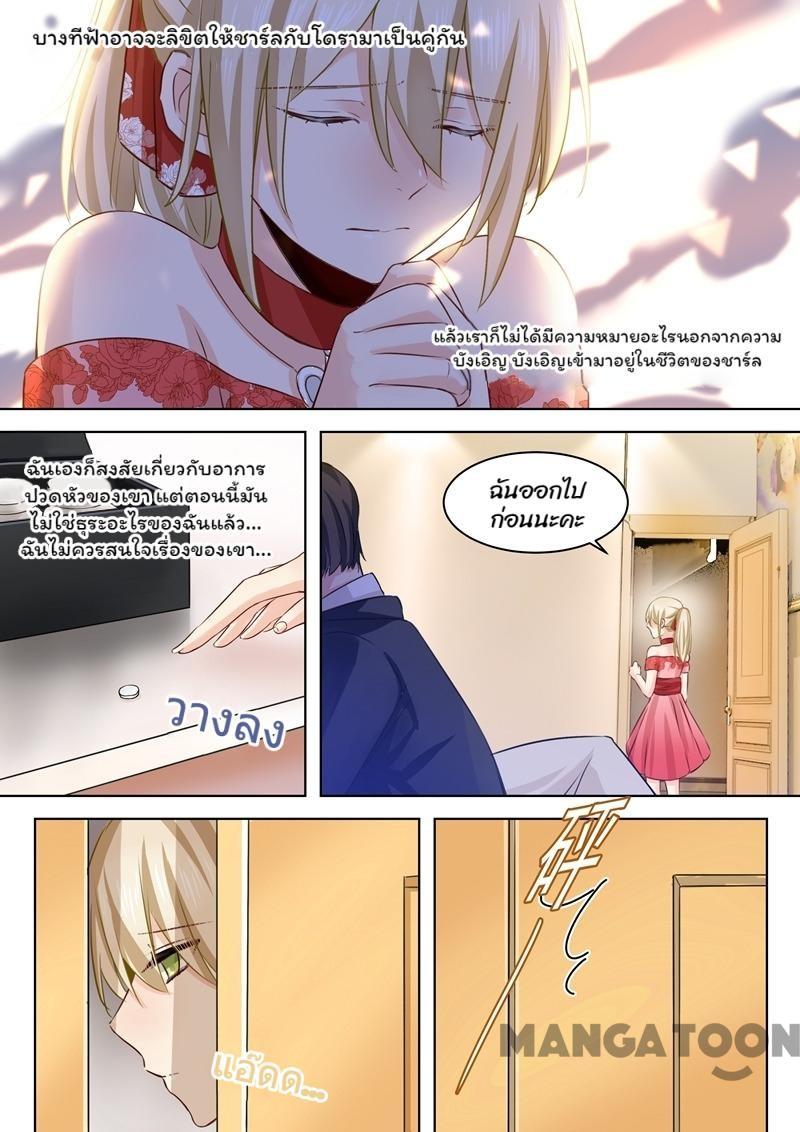 บางทีฟ้าอาจจะลิขิตให้ชาร์ลกับโดรามาเป็นคู่กัน
แล้วเราก็ไม่ได้มีความหมายอะไรนอกจากความ
บังเอิญ บังเอิญเข้ามาอยู่ในชีวิตของชาร์ล
ฉันเองก็สงสัยเกี่ยวกับอาการ
ปวดหัวของเขา แต่ตอนนี้มัน
ไม่ใช่ธุระอะไรของฉันแล้ว...
ฉันไม่ควรสนใจเรื่องของเขา...
วางลง
ฉันออกไป
ก่อนนะคะ
แอ๊ดด...
砰
MANGATOON